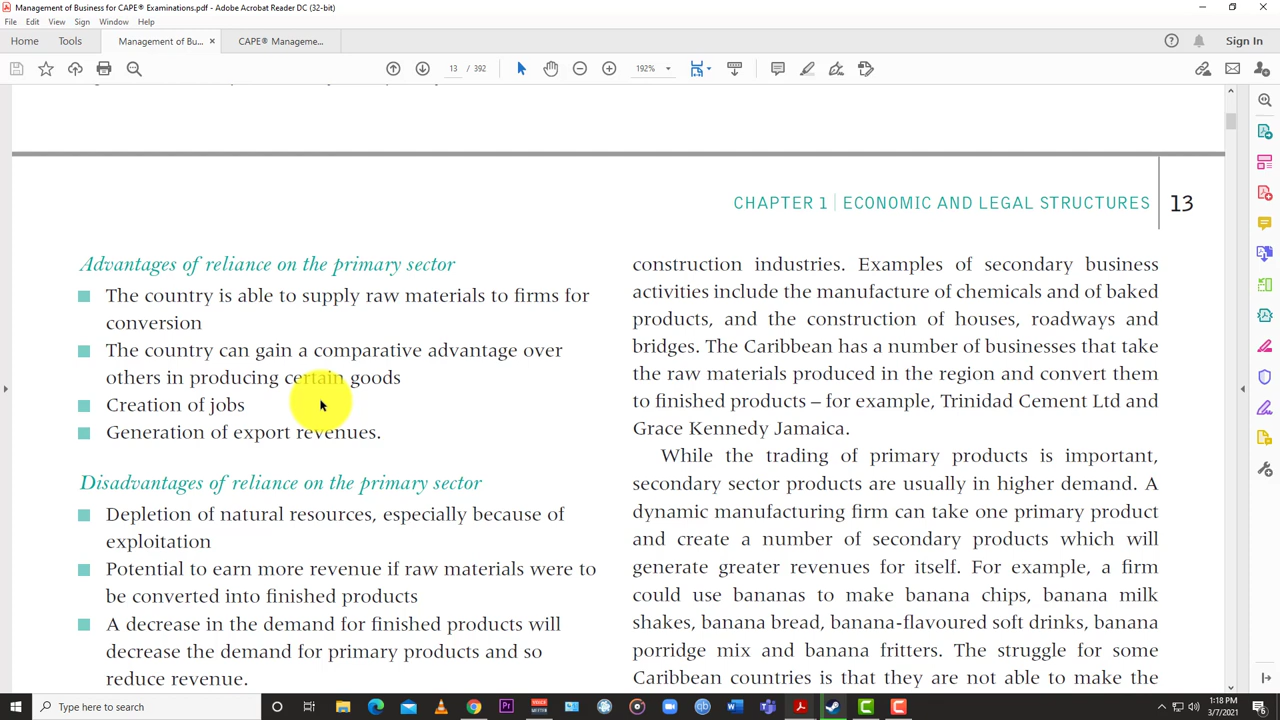 Management of Business for CAPE® Examinations.pdf - Adobe Acrobat Reader DC (32-bit)
File Edit View Sign Window Help
Home Tools Management of Bu... × CAPE® Manageme... Sign In
13 / 392 192%
CHAPTER 1 | ECONOMIC AND LEGAL STRUCTURES 13
Advantages of reliance on the primary sector
The country is able to supply raw materials to firms for
conversion
The country can gain a comparative advantage over
others in producing certain goods
Creation of jobs
Generation of export revenues.
Disadvantages of reliance on the primary sector
Depletion of natural resources, especially because of
exploitation
Potential to earn more revenue if raw materials were to
be converted into finished products
A decrease in the demand for finished products will
decrease the demand for primary products and so
reduce revenue.
construction industries. Examples of secondary business
activities include the manufacture of chemicals and of baked
products, and the construction of houses, roadways and
bridges. The Caribbean has a number of businesses that take
the raw materials produced in the region and convert them
to finished products – for example, Trinidad Cement Ltd and
Grace Kennedy Jamaica.
While the trading of primary products is important,
secondary sector products are usually in higher demand. A
dynamic manufacturing firm can take one primary product
and create a number of secondary products which will
generate greater revenues for itself. For example, a firm
could use bananas to make banana chips, banana milk
shakes, banana bread, banana-flavoured soft drinks, banana
porridge mix and banana fritters. The struggle for some
Caribbean countries is that they are not able to make the
Type here to search
1:18 PM
3/7/2021